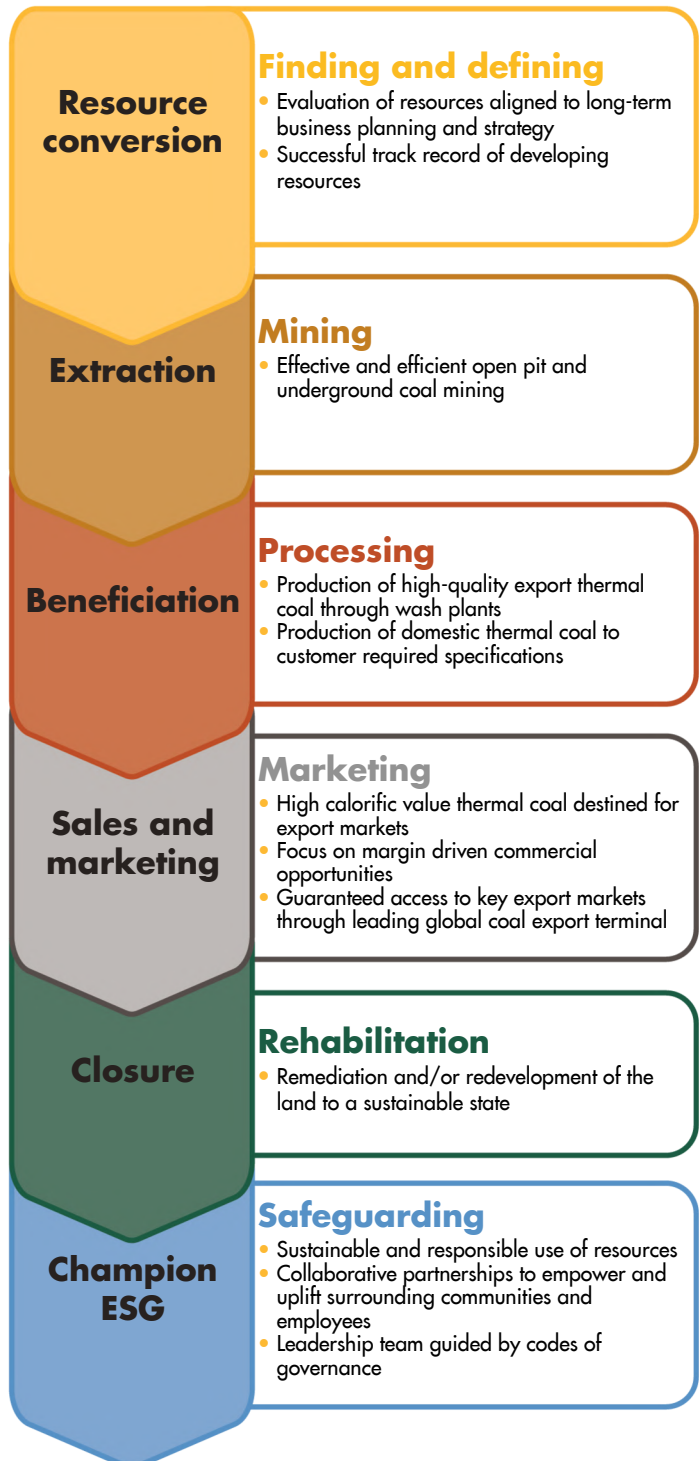 Resource
conversion
Finding and defining
• Evaluation of resources aligned to long-term
business planning and strategy
• Successful track record of developing
resources
Extraction
Mining
• Effective and efficient open pit and
underground coal mining
Beneficiation
Processing
• Production of high-quality export thermal
coal through wash plants
• Production of domestic thermal coal to
customer required specifications
Sales and
marketing
Marketing
• High calorific value thermal coal destined for
export markets
• Focus on margin driven commercial
opportunities
• Guaranteed access to key export markets
through leading global coal export terminal
Closure
Rehabilitation
• Remediation and/or redevelopment of the
land to a sustainable state
Champion
ESG
Safeguarding
• Sustainable and responsible use of resources
• Collaborative partnerships to empower and
uplift surrounding communities and
employees
• Leadership team guided by codes of
governance